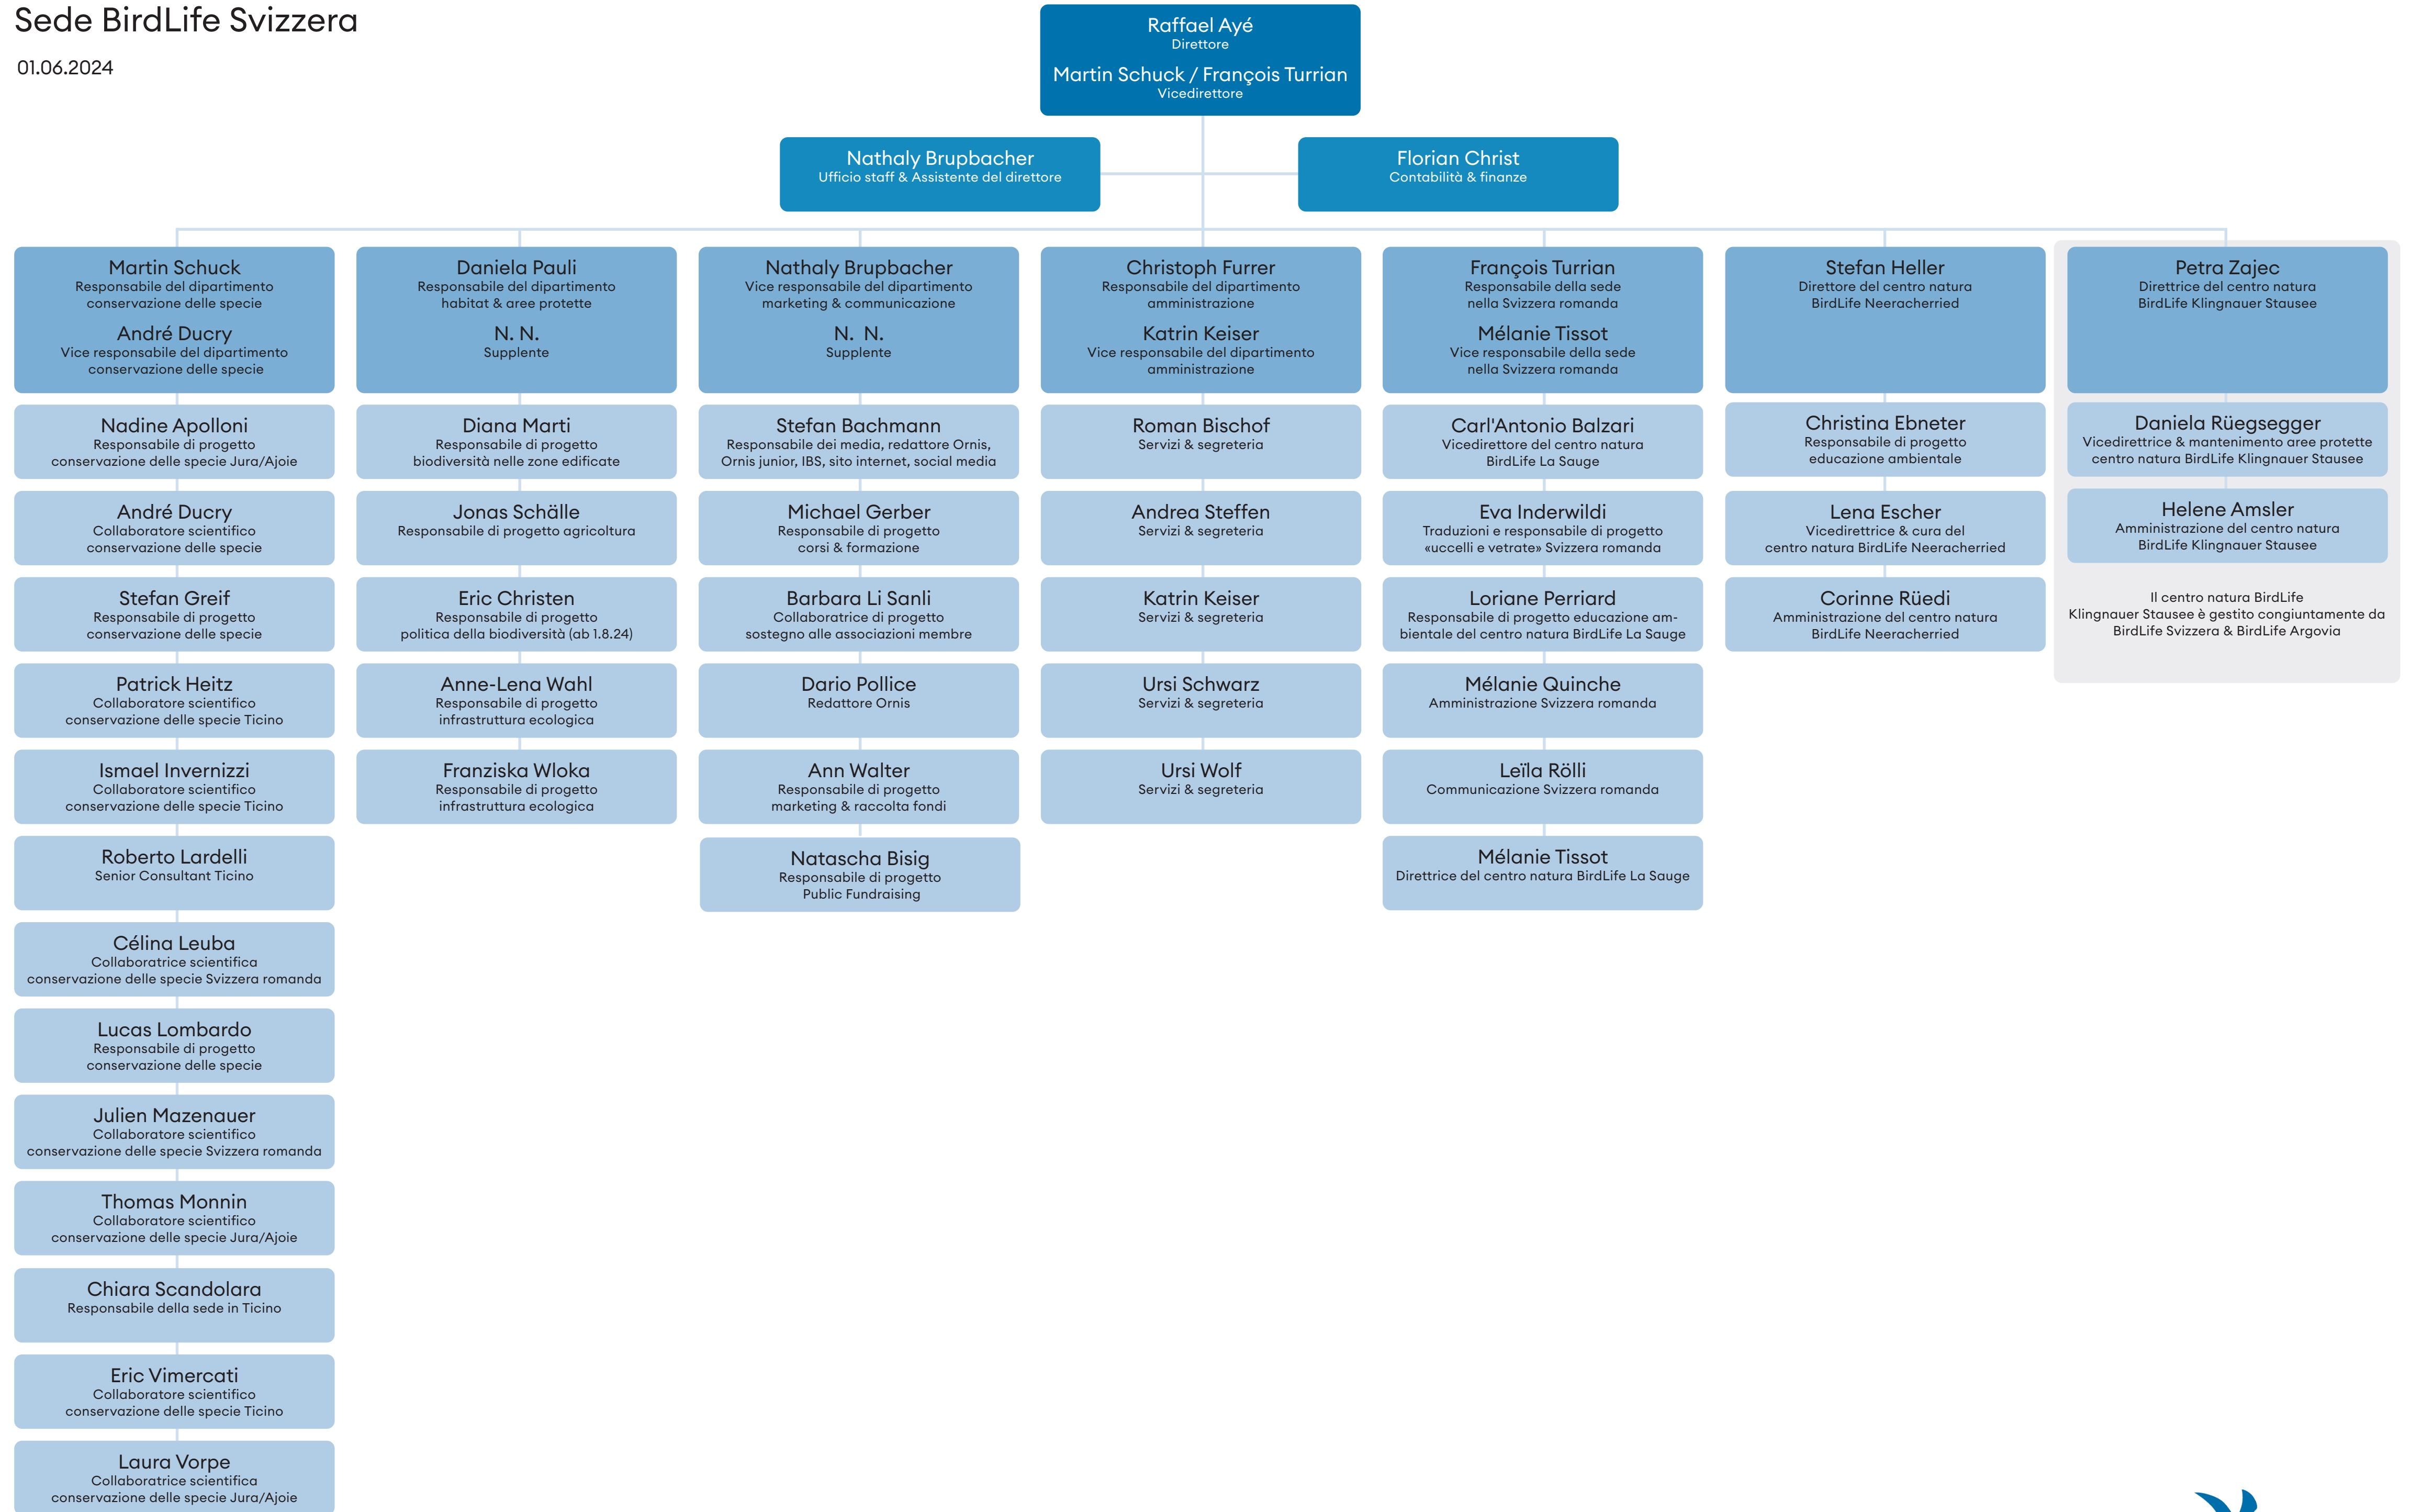 Sede BirdLife Svizzera
01.06.2024
Raffael Ayé
Direttore
Martin Schuck / François Turrian
Vicedirettore
Nathaly Brupbacher
Ufficio staff & Assistente del direttore
Florian Christ
Contabilità & finanze
Martin Schuck
Responsabile del dipartimento
conservazione delle specie
André Ducry
Vice responsabile del dipartimento
conservazione delle specie
Nadine Apolloni
Responsabile di progetto
conservazione delle specie Jura/Ajoie
André Ducry
Collaboratore scientifico
conservazione delle specie
Stefan Greif
Responsabile di progetto
conservazione delle specie
Patrick Heitz
Collaboratore scientifico
conservazione delle specie Ticino
Ismael Invernizzi
Collaboratore scientifico
conservazione delle specie Ticino
Roberto Lardelli
Senior Consultant Ticino
Célina Leuba
Collaboratrice scientifica
conservazione delle specie Svizzera romanda
Lucas Lombardo
Responsabile di progetto
conservazione delle specie
Julien Mazenauer
Collaboratore scientifico
conservazione delle specie Svizzera romanda
Thomas Monnin
Collaboratore scientifico
conservazione delle specie Jura/Ajoie
Chiara Scandolara
Responsabile della sede in Ticino
Eric Vimercati
Collaboratore scientifico
conservazione delle specie Ticino
Laura Vorpe
Collaboratrice scientifica
conservazione delle specie Jura/Ajoie
Daniela Pauli
Responsabile del dipartimento
habitat & aree protette
N. N.
Supplente
Diana Marti
Responsabile di progetto
biodiversità nelle zone edificate
Jonas Schälle
Responsabile di progetto agricoltura
Eric Christen
Responsabile di progetto
politica della biodiversità (ab 1.8.24)
Anne-Lena Wahl
Responsabile di progetto
infrastruttura ecologica
Franziska Wloka
Responsabile di progetto
infrastruttura ecologica
Nathaly Brupbacher
Vice responsabile del dipartimento
marketing & communicazione
N. N.
Supplente
Stefan Bachmann
Responsabile dei media, redattore Ornis,
Ornis junior, IBS, sito internet, social media
Michael Gerber
Responsabile di progetto
corsi & formazione
Barbara Li Sanli
Collaboratrice di progetto
sostegno alle associazioni membre
Dario Pollice
Redattore Ornis
Ann Walter
Responsabile di progetto
marketing & raccolta fondi
Natascha Bisig
Responsabile di progetto
Public Fundraising
Christoph Furrer
Responsabile del dipartimento
amministrazione
Katrin Keiser
Vice responsabile del dipartimento
amministrazione
Roman Bischof
Servizi & segreteria
Andrea Steffen
Servizi & segreteria
Katrin Keiser
Servizi & segreteria
Ursi Schwarz
Servizi & segreteria
Ursi Wolf
Servizi & segreteria
François Turrian
Responsabile della sede
nella Svizzera romanda
Mélanie Tissot
Vice responsabile della sede
nella Svizzera romanda
Carl'Antonio Balzari
Vicedirettore del centro natura
BirdLife La Sauge
Eva Inderwildi
Traduzioni e responsabile di progetto
«uccelli e vetrate» Svizzera romanda
Loriane Perriard
Responsabile di progetto educazione am-
bientale del centro natura BirdLife La Sauge
Mélanie Quinche
Amministrazione Svizzera romanda
Leïla Rölli
Communicazione Svizzera romanda
Mélanie Tissot
Direttrice del centro natura BirdLife La Sauge
Stefan Heller
Direttore del centro natura
BirdLife Neeracherried
Christina Ebneter
Responsabile di progetto
educazione ambientale
Lena Escher
Vicedirettrice & cura del
centro natura BirdLife Neeracherried
Corinne Rüedi
Amministrazione del centro natura
BirdLife Neeracherried
Petra Zajec
Direttrice del centro natura
BirdLife Klingnauer Stausee
Daniela Rüegsegger
Vicedirettrice & mantenimento aree protette
centro natura BirdLife Klingnauer Stausee
Helene Amsler
Amministrazione del centro natura
BirdLife Klingnauer Stausee
Il centro natura BirdLife
Klingnauer Stausee è gestito congiuntamente da
BirdLife Svizzera & BirdLife Argovia